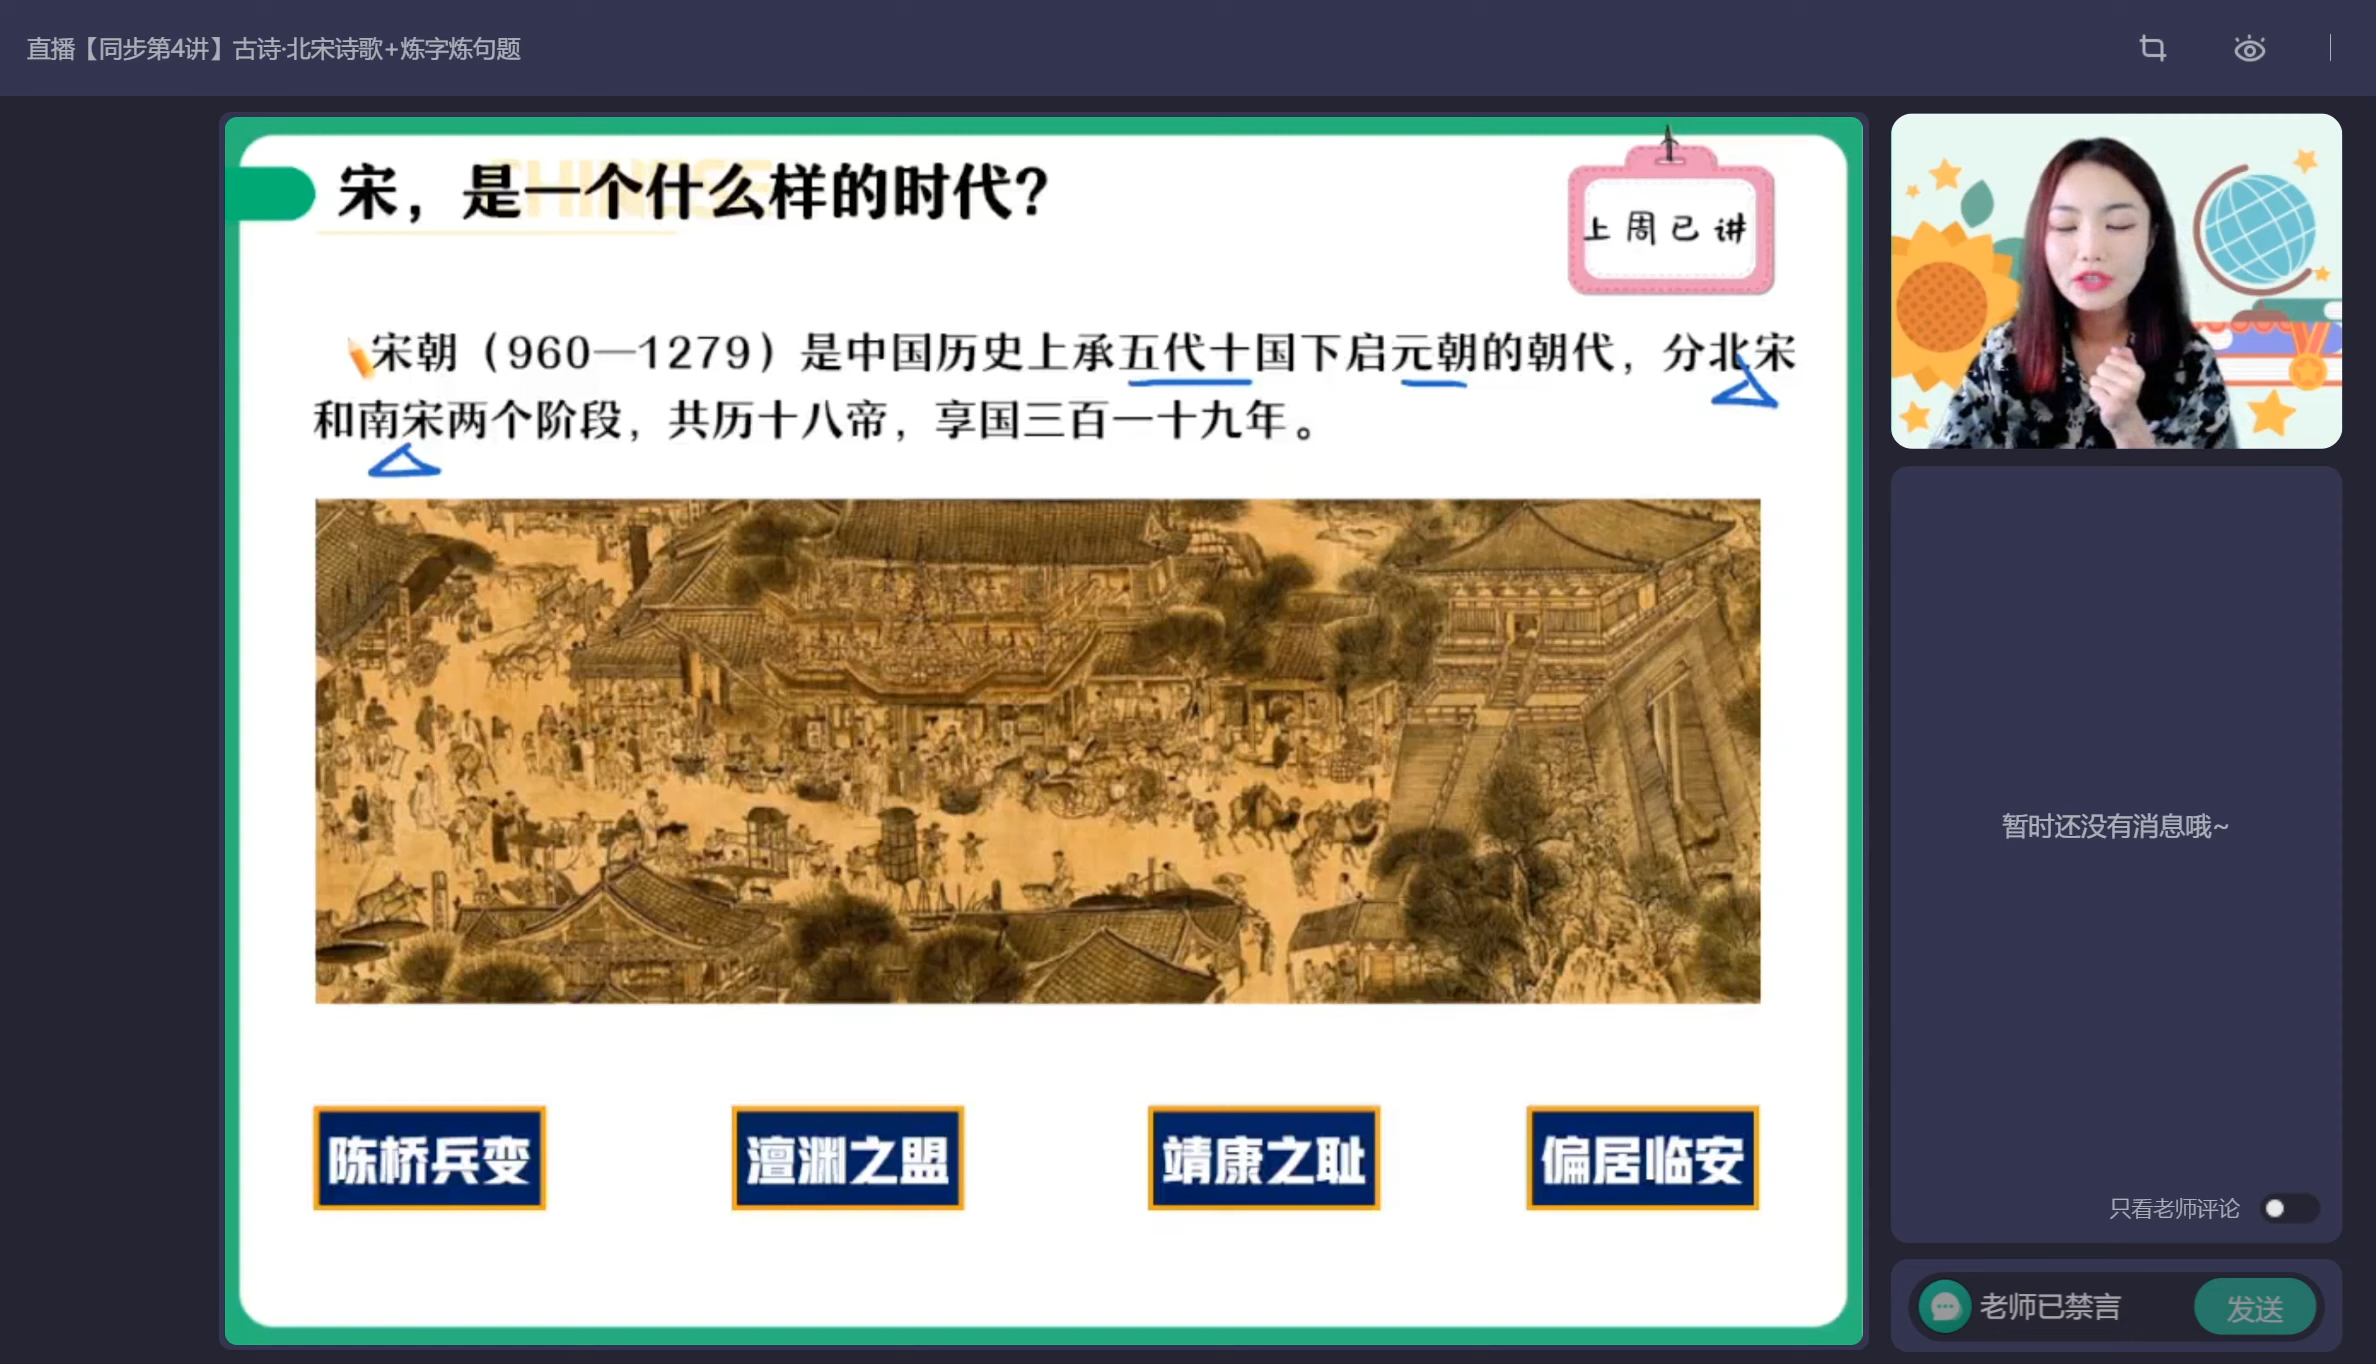 直播【同步第4讲】古诗·北宋诗歌+炼字炼句题
CHINESE
宋，是一个什么样的时代?
上周已讲
宋朝（960—1279）是中国历史上承五代十国下启元朝的朝代，分北宋
和南宋两个阶段，共历十八帝，享国三百一十九年。
陈桥兵变
澶渊之盟
靖康之耻
偏居临安
暂时还没有消息哦~
只看老师评论
老师已禁言
发送